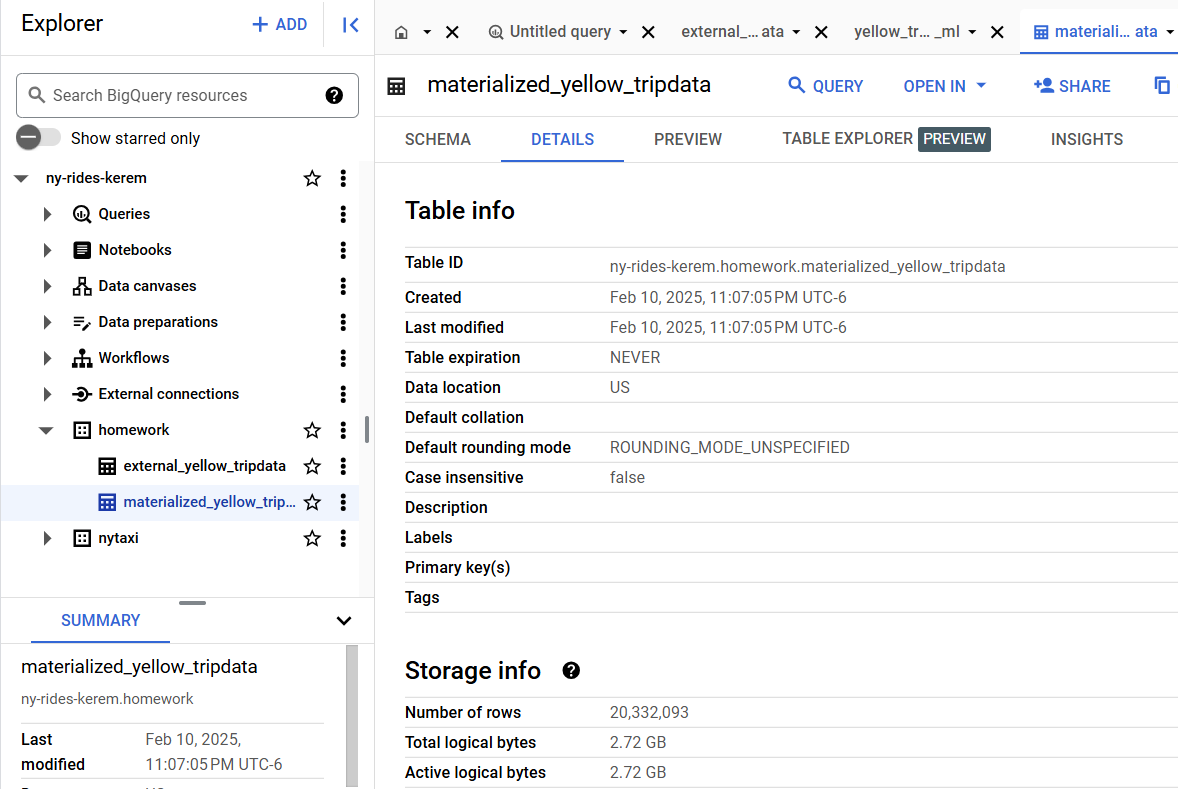 Explorer
+ ADD
Search BigQuery resources
Show starred only
ny-rides-kerem
Queries
Notebooks
Data canvases
Data preparations
Workflows
External connections
homework
external_yellow_tripdata
materialized_yellow_trip...
nytaxi
SUMMARY
materialized_yellow_tripdata
ny-rides-kerem.homework
Last modified Feb 10, 2025, 11:07:05 PM UTC-6
Untitled query
external_... ata
yellow_tr... _ml
materiali... ata
materialized_yellow_tripdata
QUERY
OPEN IN
SHARE
SCHEMA
DETAILS
PREVIEW
TABLE EXPLORER PREVIEW
INSIGHTS
Table info
Table ID ny-rides-kerem.homework.materialized_yellow_tripdata
Created Feb 10, 2025, 11:07:05 PM UTC-6
Last modified Feb 10, 2025, 11:07:05 PM UTC-6
Table expiration NEVER
Data location US
Default collation
Default rounding mode ROUNDING_MODE_UNSPECIFIED
Case insensitive false
Description
Labels
Primary key(s)
Tags
Storage info
Number of rows 20,332,093
Total logical bytes 2.72 GB
Active logical bytes 2.72 GB